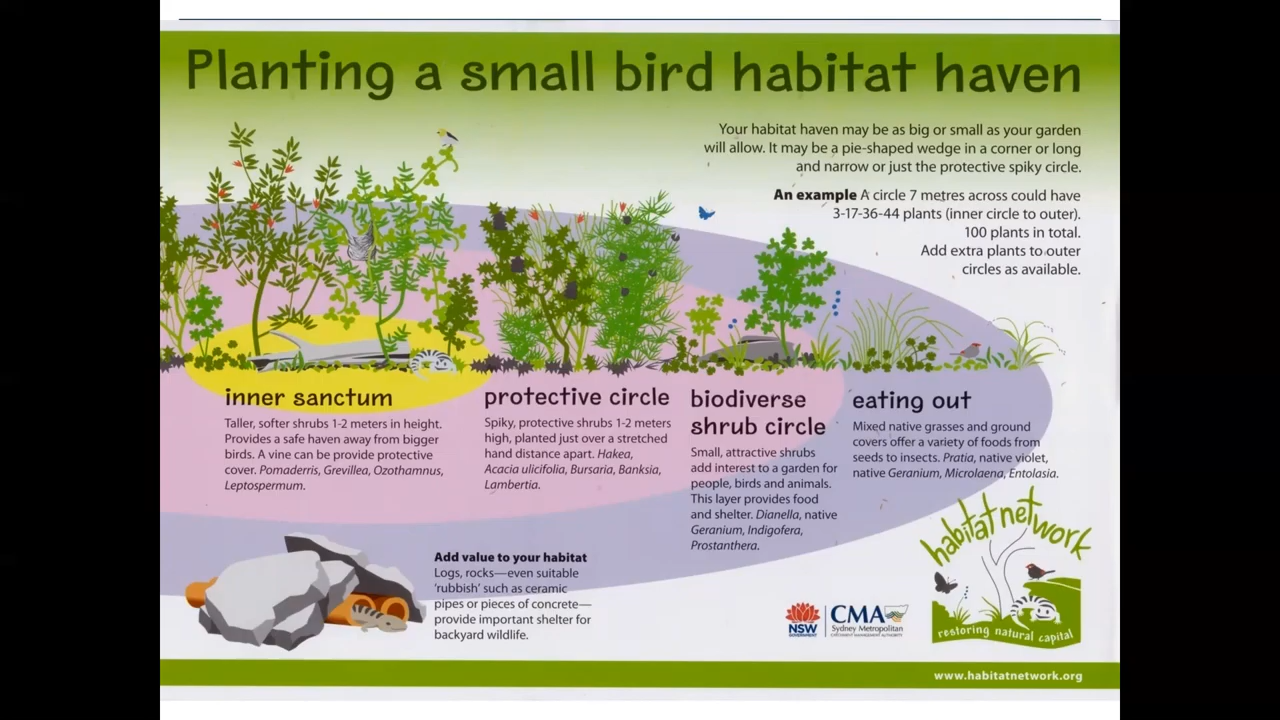 Planting a small bird habitat haven
Your habitat haven may be as big or small as your garden
will allow. It may be a pie-shaped wedge in a corner or long
and narrow or just the protective spiky circle.
An example A circle 7 metres across could have
3-17-36-44 plants (inner circle to outer).
100 plants in total.
Add extra plants to outer
circles as available.
inner sanctum
Taller, softer shrubs 1-2 meters in height.
Provides a safe haven away from bigger
birds. A vine can be provide protective
cover. Pomaderris, Grevillea, Ozothamnus,
Leptospermum.
protective circle
Spiky, protective shrubs 1-2 meters
high, planted just over a stretched
hand distance apart. Hakea,
Acacia ulicifolia, Bursaria, Banksia,
Lambertia.
biodiverse
shrub circle
Small, attractive shrubs
add interest to a garden for
people, birds and animals.
This layer provides food
and shelter. Dianella, native
Geranium, Indigofera,
Prostanthera.
eating out
Mixed native grasses and ground
covers offer a variety of foods from
seeds to insects. Pratia, native violet,
native Geranium, Microlaena, Entolasia.
Add value to your habitat
Logs, rocks—even suitable
'rubbish' such as ceramic
pipes or pieces of concrete—
provide important shelter for
backyard wildlife.
NSW
GOVERNMENT
CMA
Sydney Metropolitan
CATCHMENT MANAGEMENT AUTHORITY
habitat network
restoring natural capital
www.habitatnetwork.org